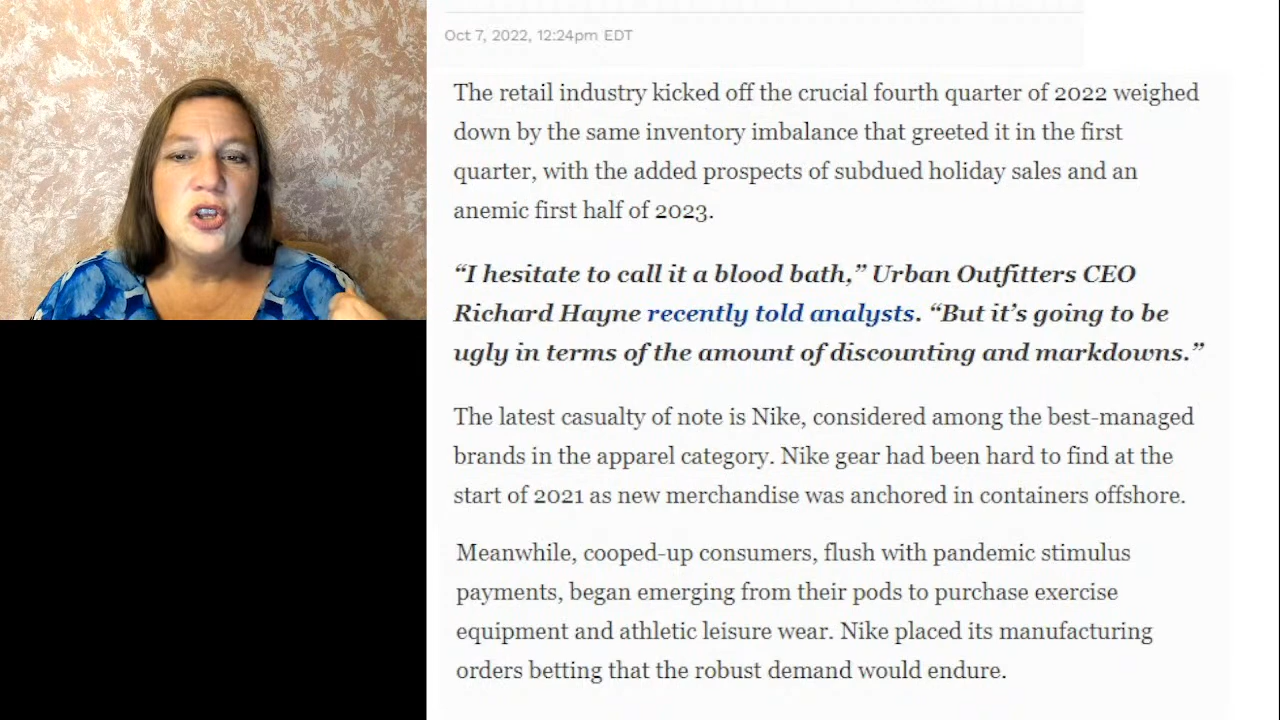 Oct 7, 2022, 12:24pm EDT
The retail industry kicked off the crucial fourth quarter of 2022 weighed
down by the same inventory imbalance that greeted it in the first
quarter, with the added prospects of subdued holiday sales and an
anemic first half of 2023.
“I hesitate to call it a blood bath,” Urban Outfitters CEO
Richard Hayne recently told analysts. “But it’s going to be
ugly in terms of the amount of discounting and markdowns.”
The latest casualty of note is Nike, considered among the best-managed
brands in the apparel category. Nike gear had been hard to find at the
start of 2021 as new merchandise was anchored in containers offshore.
Meanwhile, cooped-up consumers, flush with pandemic stimulus
payments, began emerging from their pods to purchase exercise
equipment and athletic leisure wear. Nike placed its manufacturing
orders betting that the robust demand would endure.